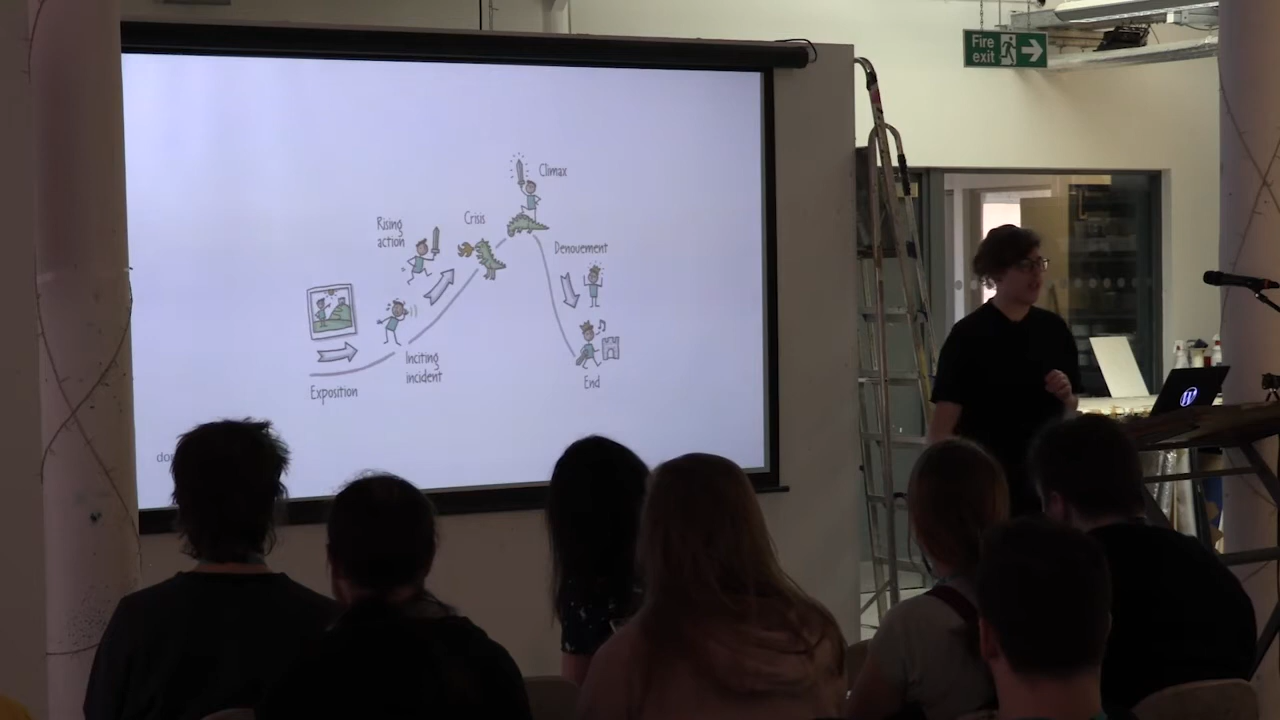 Fire
exit
Climax
Rising
action
Crisis
Denouement
Inciting
incident
Exposition
End